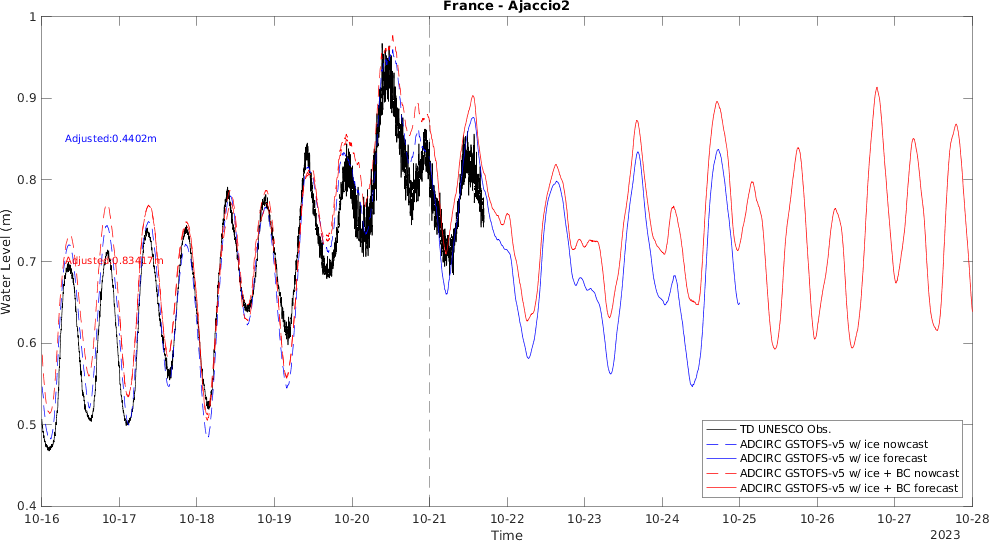 France - Ajaccio2
1
0.9
0.8
0.7
0.6
0.5
0.4
Water Level (m)
Adjusted:0.4402m
Adjusted:0.83417m
TD UNESCO Obs.
ADCIRC GSTOFS-v5 w/ ice nowcast
ADCIRC GSTOFS-v5 w/ ice forecast
ADCIRC GSTOFS-v5 w/ ice + BC nowcast
ADCIRC GSTOFS-v5 w/ ice + BC forecast
10-16 10-17 10-18 10-19 10-20 10-21 10-22 10-23 10-24 10-25 10-26 10-27 10-28
Time
2023